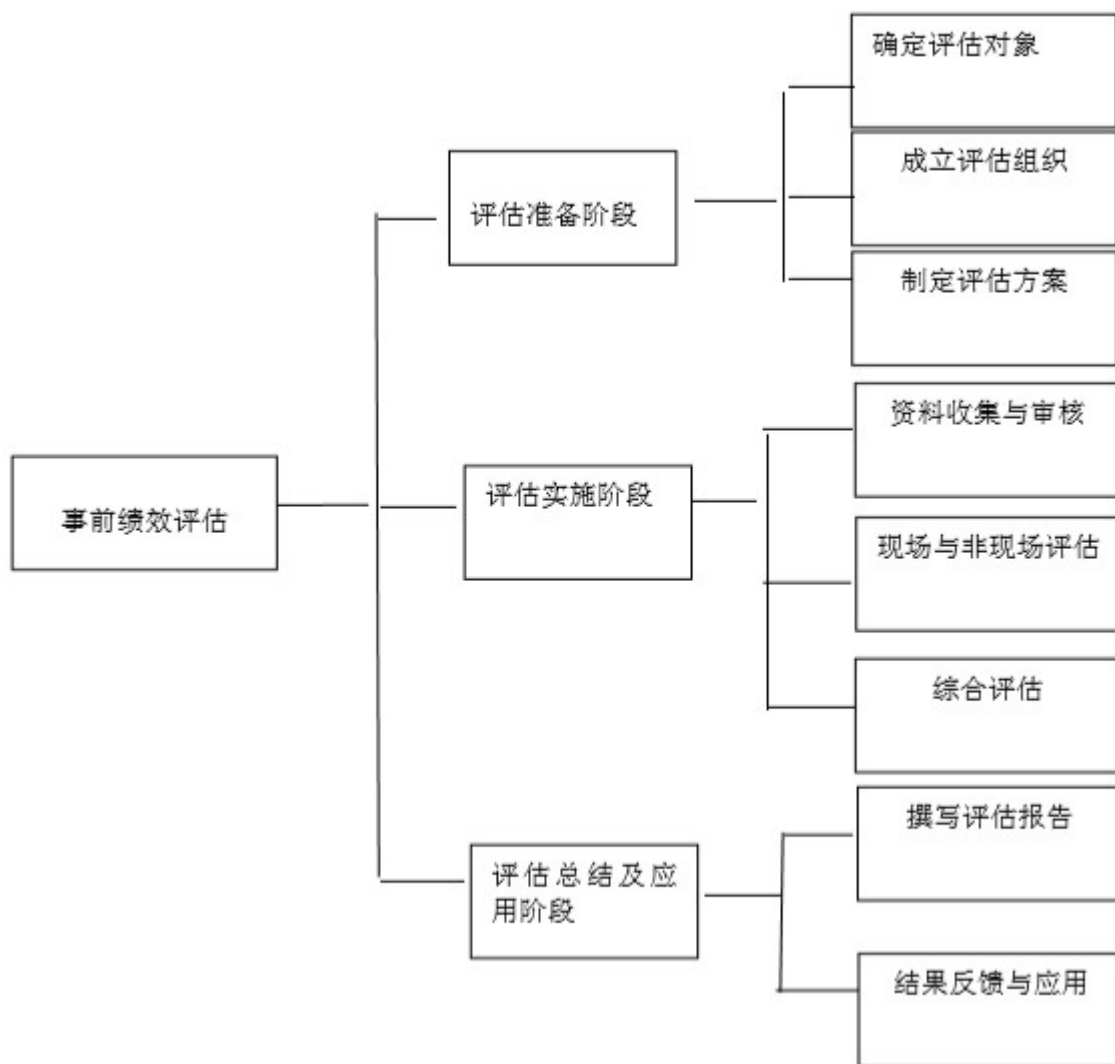 确定评估对象
成立评估组织
评估准备阶段
制定评估方案
资料收集与审核
事前绩效评估
评估实施阶段
现场与非现场评估
综合评估
撰写评估报告
评估总结及应
用阶段
结果反馈与应用